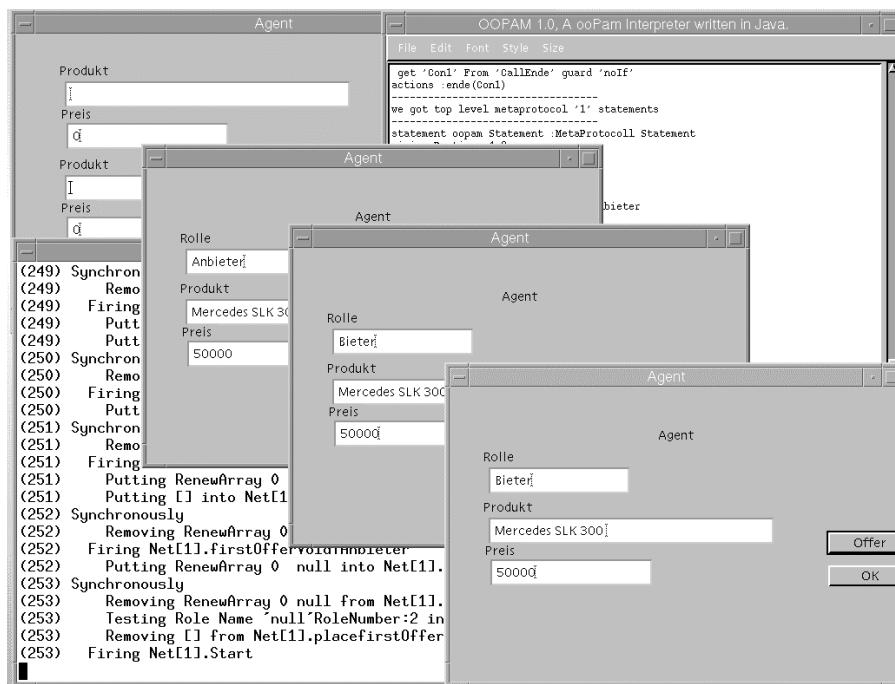 Agent
Produkt
Preis
0
Produkt
Preis
0
OOPAM 1.0, A ooPam Interpreter written in Java.
File Edit Font Style Size
get 'Con1' From 'CallEnde' guard 'noIf'
actions :ende(Con1)
----------------------------------
we got top level metaprotocol '1' statements
----------------------------------
statement oopam Statement :MetaProtocoll Statement
bieter
Agent
Agent
Rolle
Anbieter
Produkt
Mercedes SLK 30
Preis
50000
Agent
Agent
Rolle
Bieter
Produkt
Mercedes SLK 300
Preis
50000
Agent
Agent
Rolle
Bieter
Produkt
Mercedes SLK 300
Preis
50000
Offer
OK
(249) Synchron
(249) Remo
(249) Firing
(249) Putt
(249) Putt
(250) Synchron
(250) Remo
(250) Firing
(250) Putt
(251) Synchron
(251) Remo
(251) Firing
(251) Putting RenewArray 0
(251) Putting [] into Net[1
(252) Synchronously
(252) Removing RenewArray 0
(252) Firing Net[1].firstOfferVoidTAnbieter
(252) Putting RenewArray 0 null into Net[1].
(253) Synchronously
(253) Removing RenewArray 0 null from Net[1].
(253) Testing Role Name ´null´RoleNumber:2 in
(253) Removing [] from Net[1].placefirstOffer
(253) Firing Net[1].Start